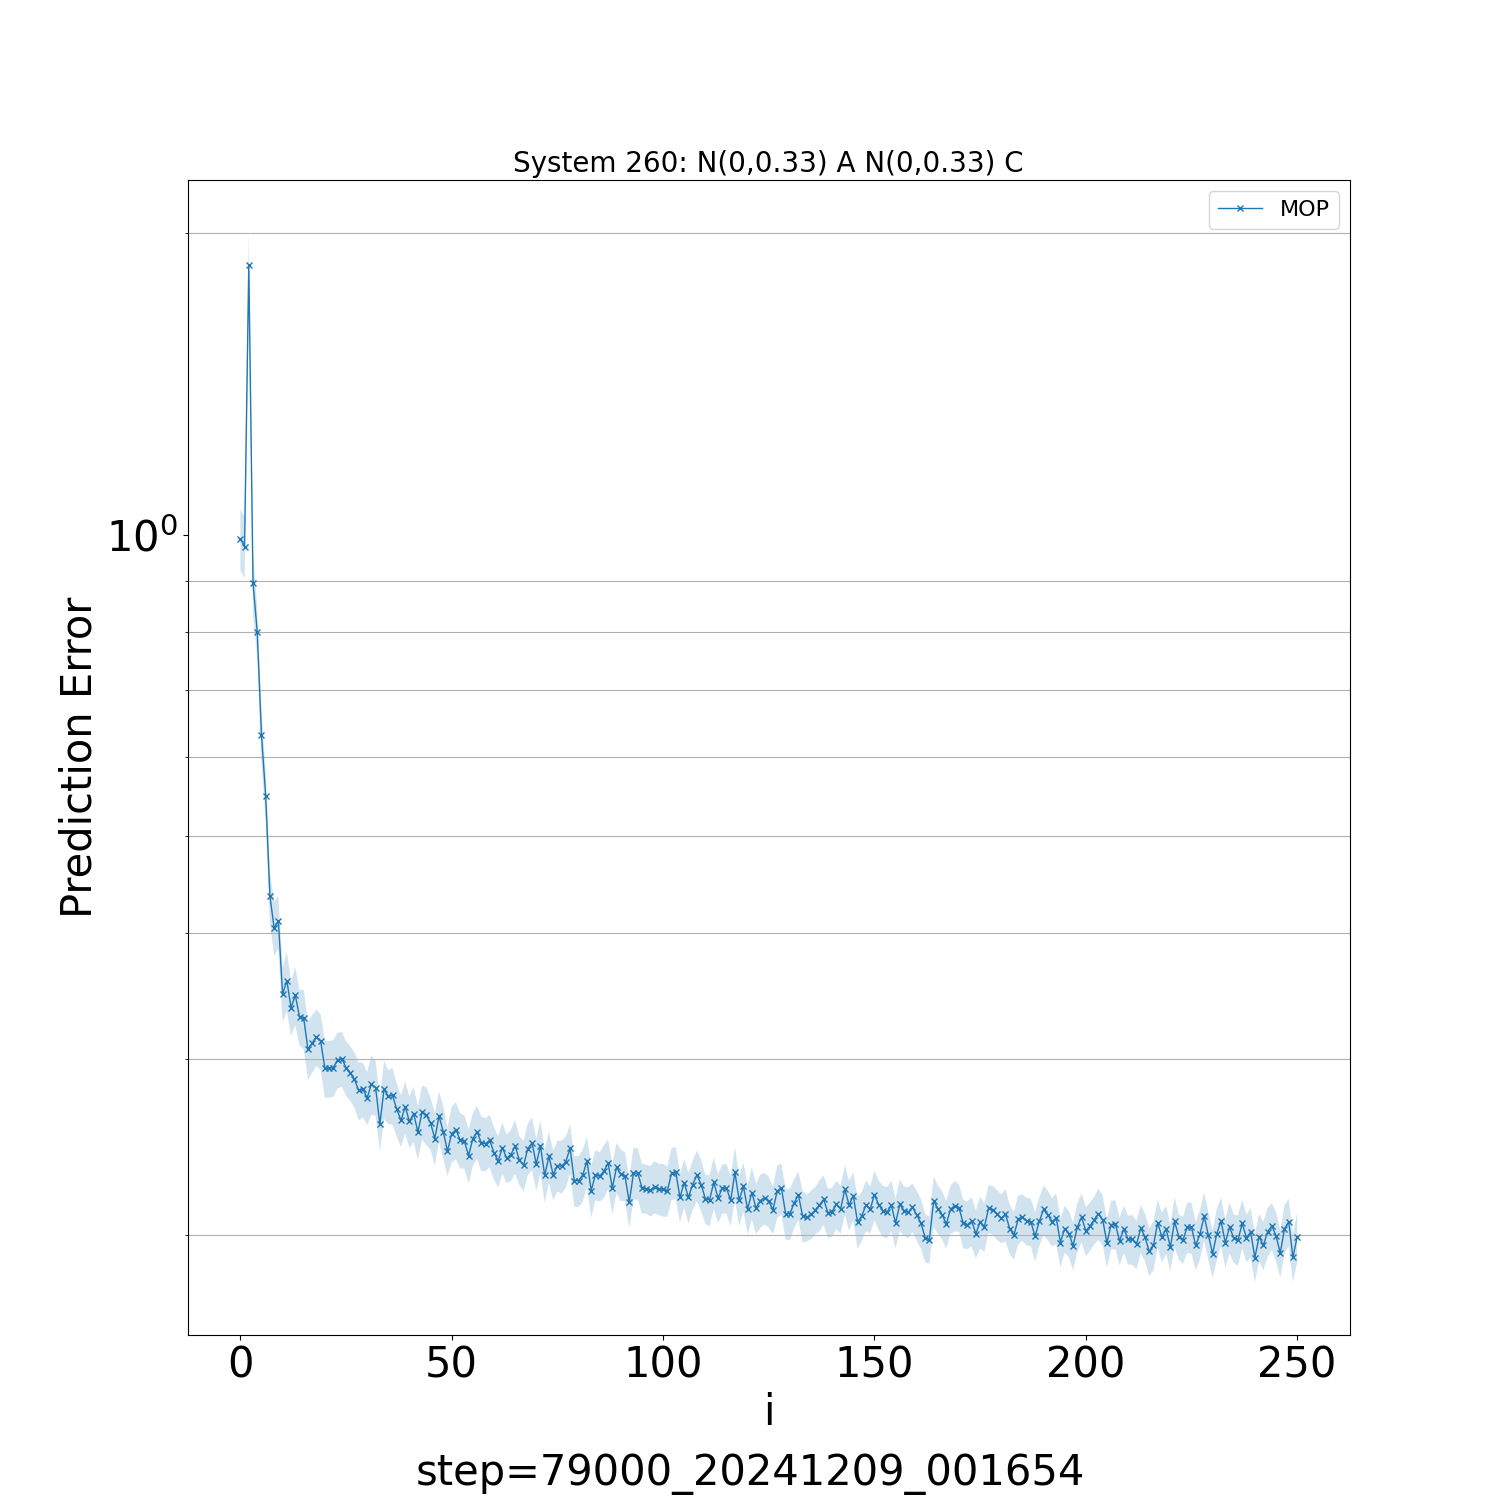 System 260: N(0,0.33) A N(0,0.33) C
MOP
10⁰
Prediction Error
0 50 100 150 200 250
i
step=79000_20241209_001654